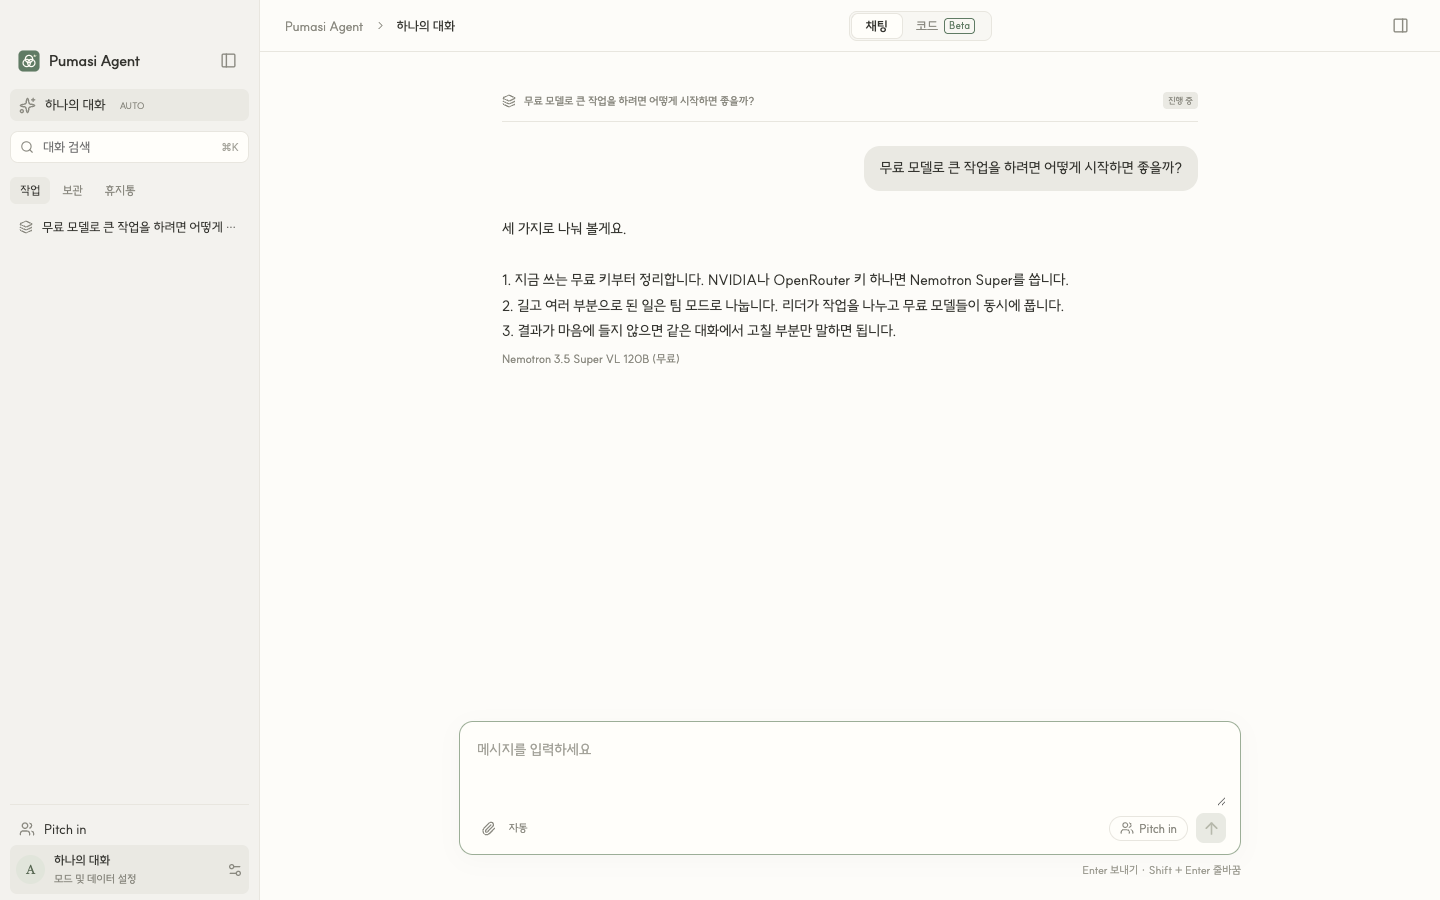 Pumasi Agent
하나의 대화 AUTO
대화 검색 ⌘K
작업 보관 휴지통
무료 모델로 큰 작업을 하려면 어떻게 ···
Pitch in
A
하나의 대화
모드 및 데이터 설정
Pumasi Agent > 하나의 대화
채팅 코드 Beta
무료 모델로 큰 작업을 하려면 어떻게 시작하면 좋을까? 진행 중
무료 모델로 큰 작업을 하려면 어떻게 시작하면 좋을까?
세 가지로 나눠 볼게요.
1. 지금 쓰는 무료 키부터 정리합니다. NVIDIA나 OpenRouter 키 하나면 Nemotron Super를 씁니다.
2. 길고 여러 부분으로 된 일은 팀 모드로 나눕니다. 리더가 작업을 나누고 무료 모델들이 동시에 풉니다.
3. 결과가 마음에 들지 않으면 같은 대화에서 고칠 부분만 말하면 됩니다.
Nemotron 3.5 Super VL 120B (무료)
메시지를 입력하세요
자동 Pitch in
Enter 보내기 · Shift + Enter 줄바꿈